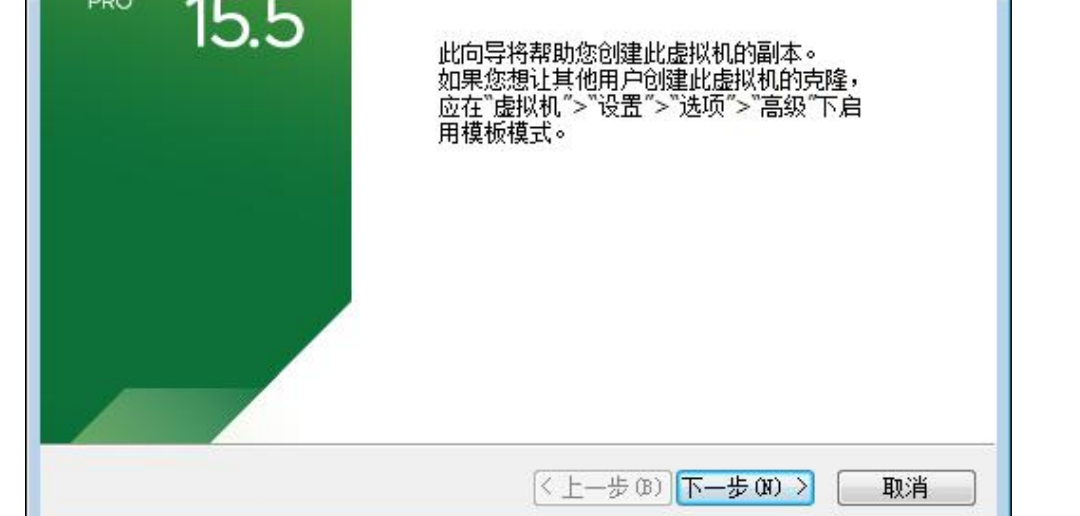 PRO
15.5
此向导将帮助您创建此虚拟机的副本。
如果您想让其他用户创建此虚拟机的克隆，
应在"虚拟机">"设置">"选项">"高级"下启
用模板模式。
< 上一步(B) 下一步(N) > 取消